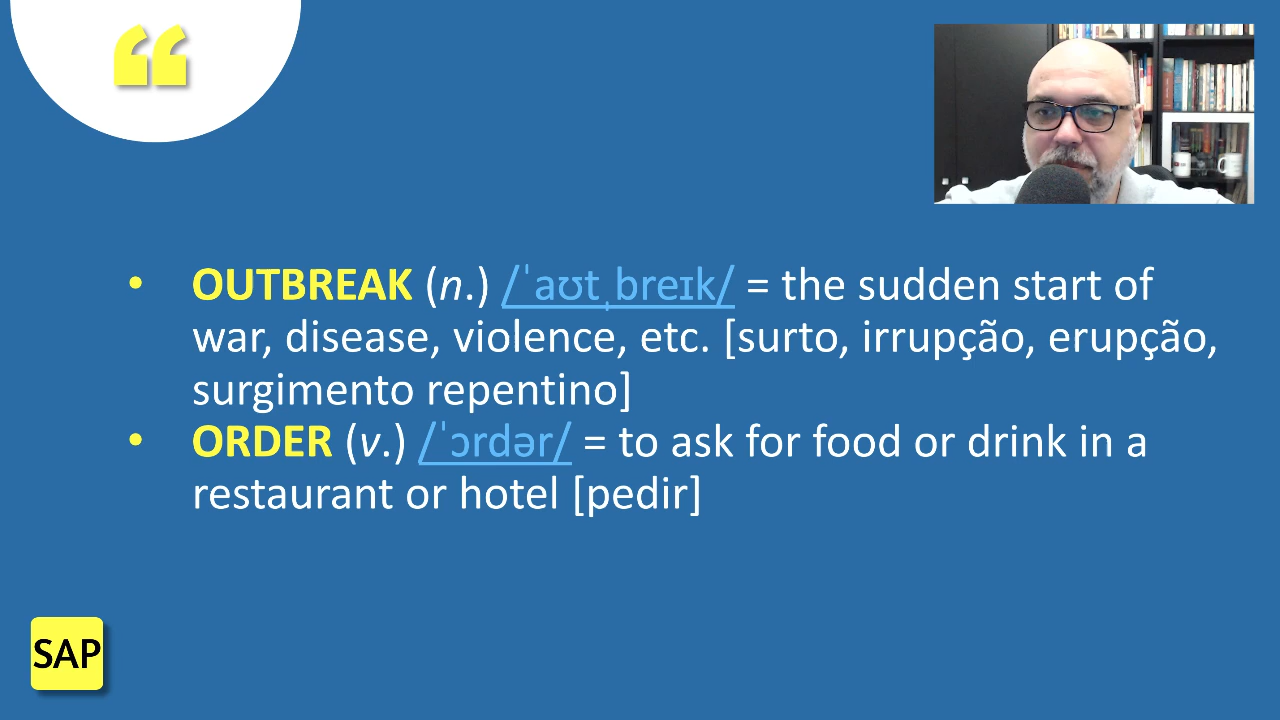 “
• OUTBREAK (n.) /ˈaʊtˌbreɪk/ = the sudden start of
war, disease, violence, etc. [surto, irrupção, erupção,
surgimento repentino]
• ORDER (v.) /ˈɔrdər/ = to ask for food or drink in a
restaurant or hotel [pedir]
SAP